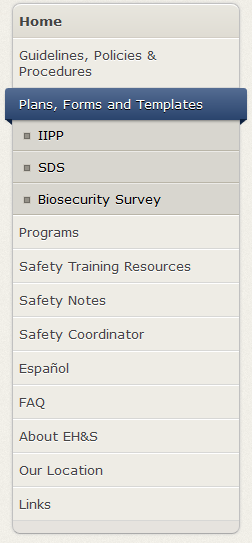 Home
Guidelines, Policies &
Procedures
Plans, Forms and Templates
IIPP
SDS
Biosecurity Survey
Programs
Safety Training Resources
Safety Notes
Safety Coordinator
Español
FAQ
About EH&S
Our Location
Links